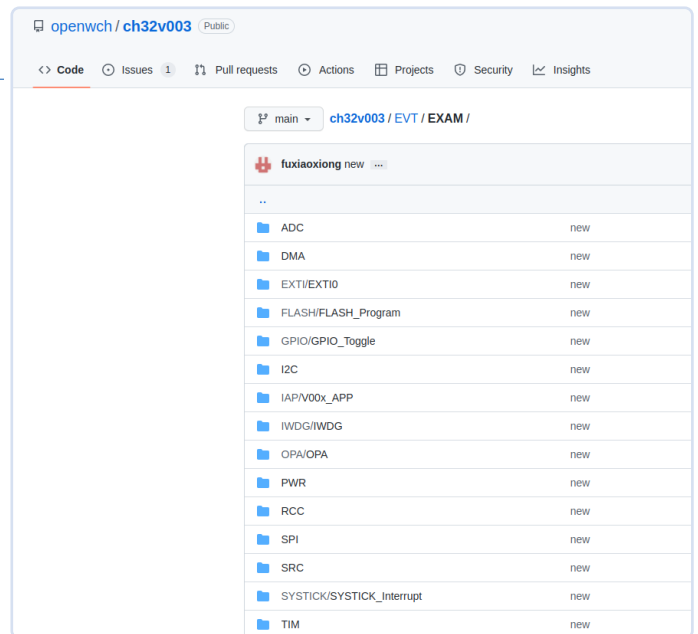 openwch / ch32v003 Public
Code Issues 1 Pull requests Actions Projects Security Insights
main ch32v003 / EVT / EXAM /
fuxiaoxiong new ...
..
ADC new
DMA new
EXTI/EXTI0 new
FLASH/FLASH_Program new
GPIO/GPIO_Toggle new
I2C new
IAP/V00x_APP new
IWDG/IWDG new
OPA/OPA new
PWR new
RCC new
SPI new
SRC new
SYSTICK/SYSTICK_Interrupt new
TIM new